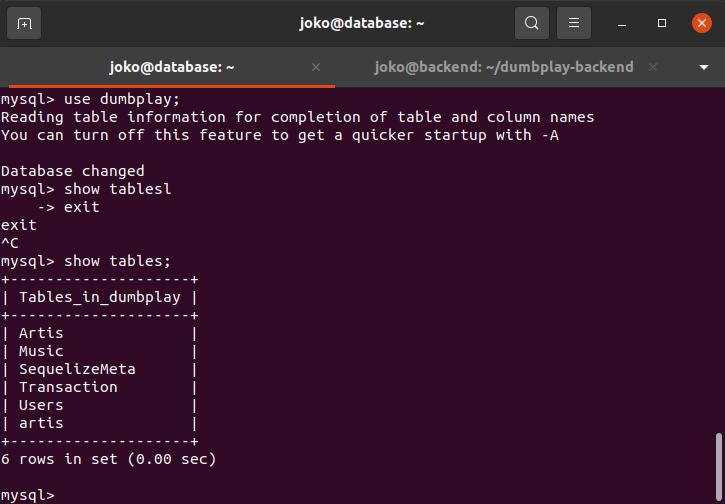 joko@database: ~
joko@database: ~
joko@backend: ~/dumbplay-backend
mysql> use dumbplay;
Reading table information for completion of table and column names
You can turn off this feature to get a quicker startup with -A
Database changed
mysql> show tablesl
    -> exit
exit
^C
mysql> show tables;
+--------------------+
| Tables_in_dumbplay |
+--------------------+
| Artis              |
| Music              |
| SequelizeMeta      |
| Transaction        |
| Users              |
| artis              |
+--------------------+
6 rows in set (0.00 sec)
mysql>